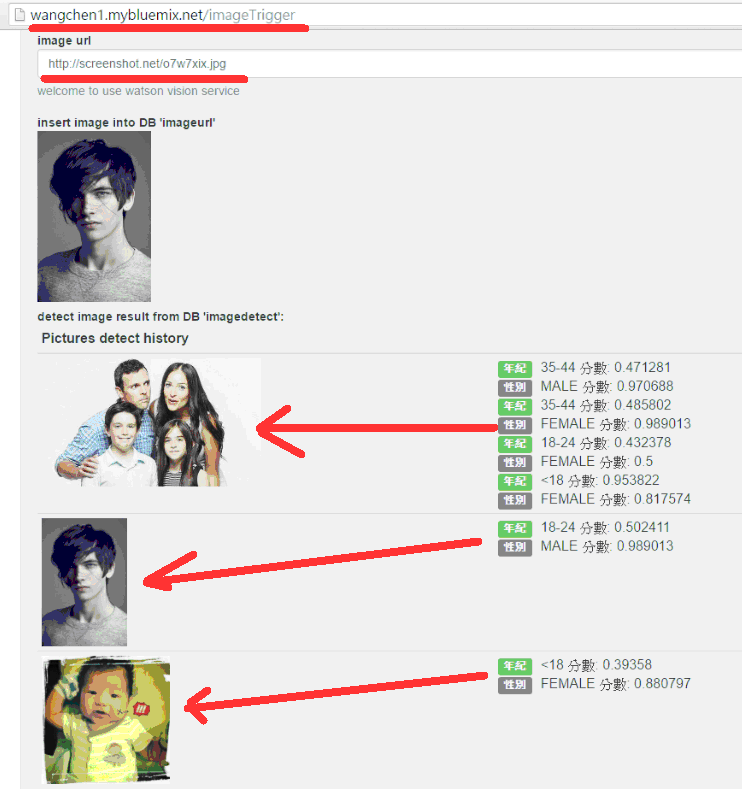 wangchen1.mybluemix.net/imageTrigger
image url
http://screenshot.net/o7w7xix.jpg
welcome to use watson vision service
insert image into DB 'imageurl'
detect image result from DB 'imagedetect':
Pictures detect history
年紀 35-44 分數: 0.471281
性別 MALE 分數: 0.970688
年紀 35-44 分數: 0.485802
性別 FEMALE 分數: 0.989013
年紀 18-24 分數: 0.432378
性別 FEMALE 分數: 0.5
年紀 <18 分數: 0.953822
性別 FEMALE 分數: 0.817574
年紀 18-24 分數: 0.502411
性別 MALE 分數: 0.989013
年紀 <18 分數: 0.39358
性別 FEMALE 分數: 0.880797
!!!